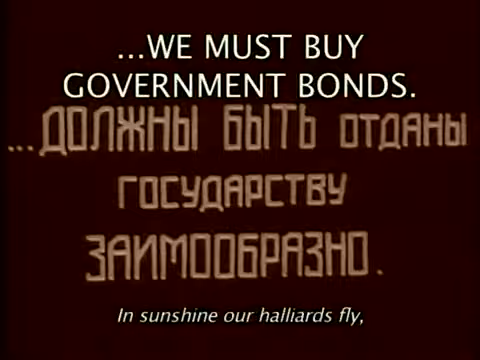 ...WE MUST BUY
GOVERNMENT BONDS.
...ДОЛЖНЫ БЫТЬ ОТДАНЫ
ГОСУДАРСТВУ
ЗАИМООБРАЗНО.
In sunshine our halliards fly,